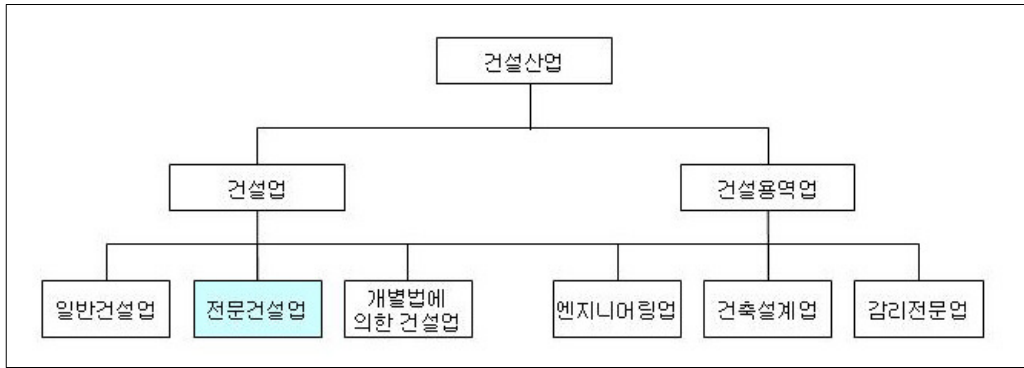 건설산업
건설업
건설용역업
일반건설업
전문건설업
개별법에
의한 건설업
엔지니어링업
건축설계업
감리전문업